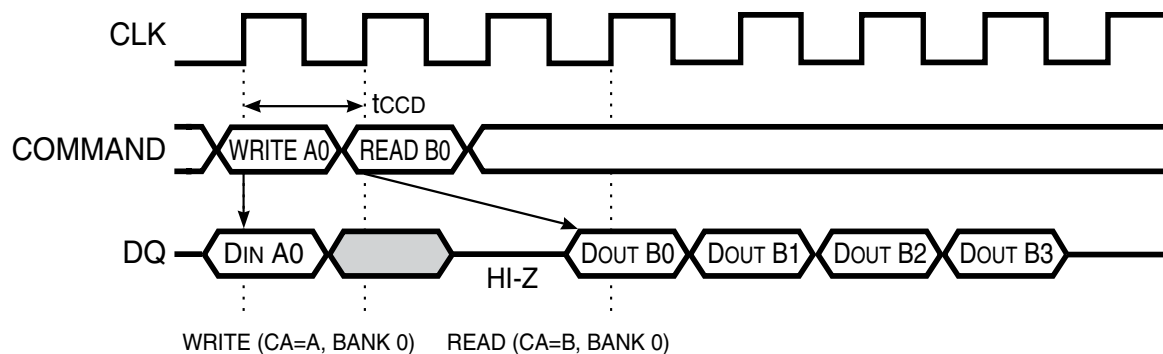 CLK
tCCD
COMMAND WRITE A0 READ B0
DQ DIN A0 DOUT B0 DOUT B1 DOUT B2 DOUT B3
HI-Z
WRITE (CA=A, BANK 0) READ (CA=B, BANK 0)